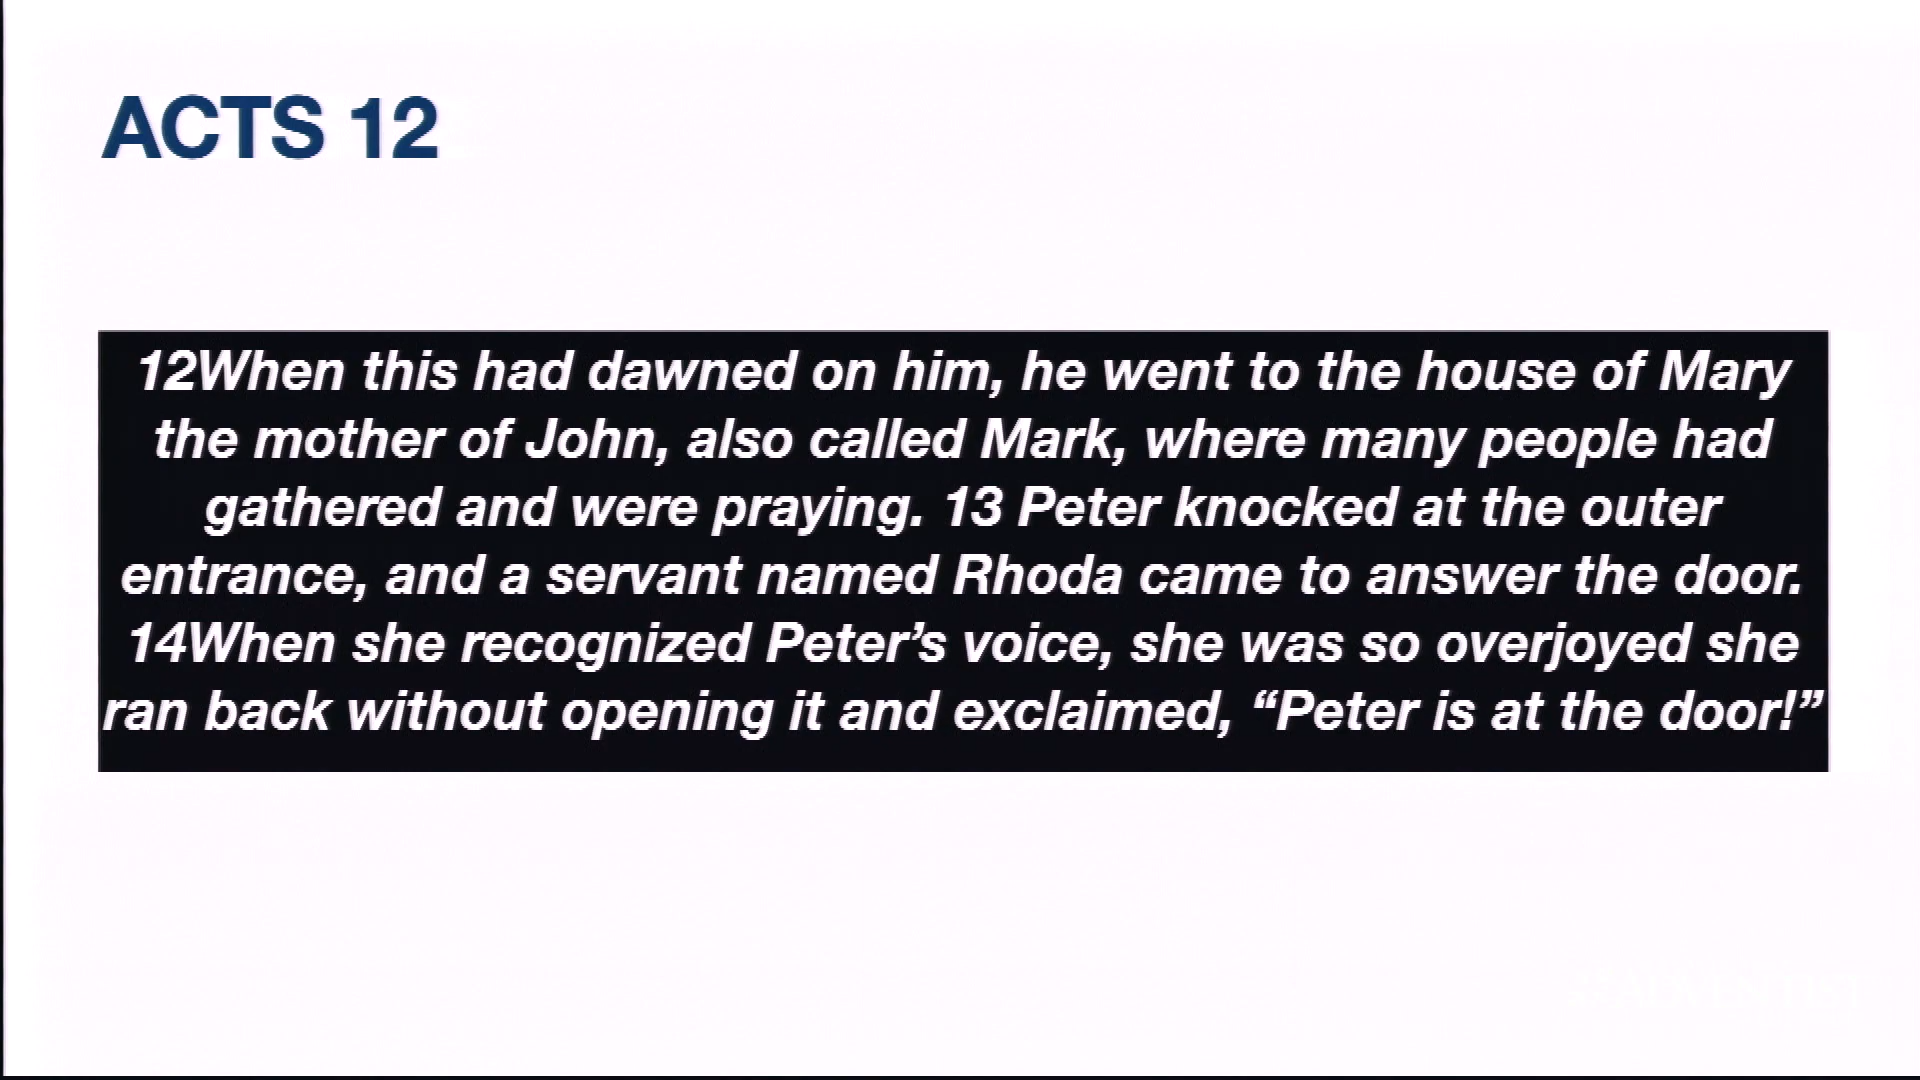 ACTS 12
12When this had dawned on him, he went to the house of Mary
the mother of John, also called Mark, where many people had
gathered and were praying. 13 Peter knocked at the outer
entrance, and a servant named Rhoda came to answer the door.
14When she recognized Peter’s voice, she was so overjoyed she
ran back without opening it and exclaimed, “Peter is at the door!”